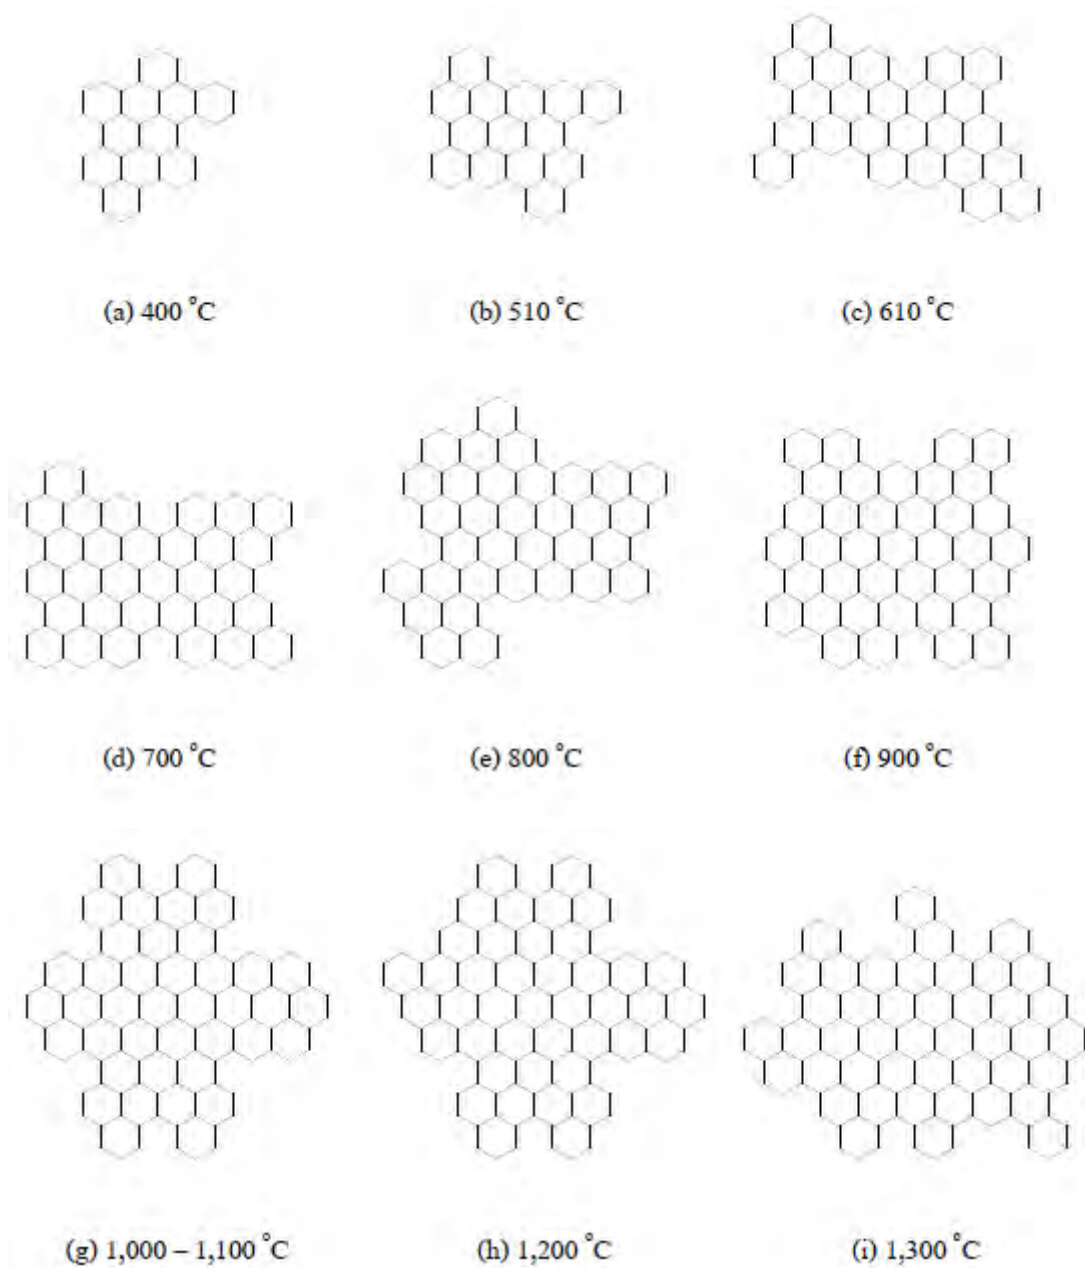 (a) 400 °C (b) 510 °C (c) 610 °C
(d) 700 °C (e) 800 °C (f) 900 °C
(g) 1,000 – 1,100 °C (h) 1,200 °C (i) 1,300 °C